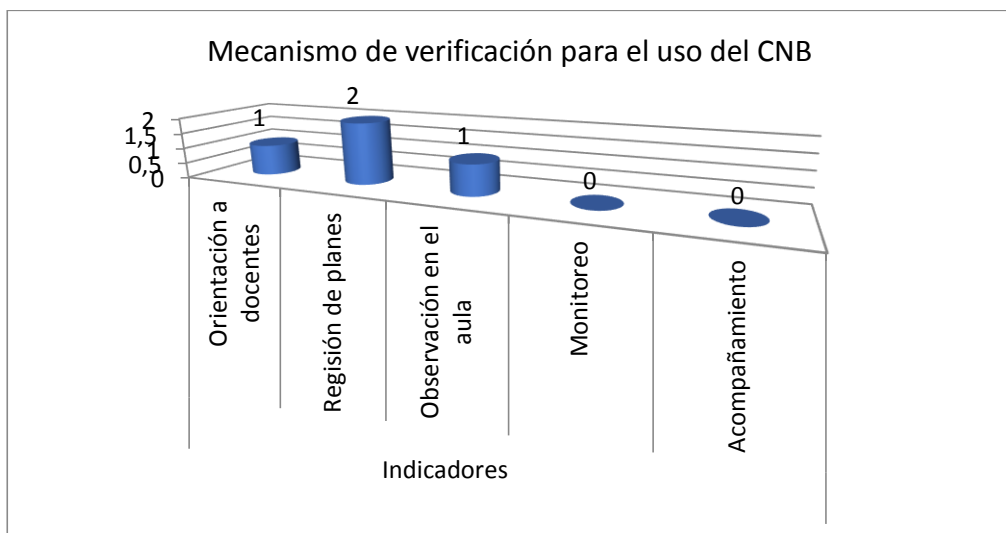 Mecanismo de verificación para el uso del CNB
2
1,5
1
0,5
0
1
2
1
0
0
Orientación a
docentes
Regisión de planes
Observación en el
aula
Monitoreo
Acompañamiento
Indicadores